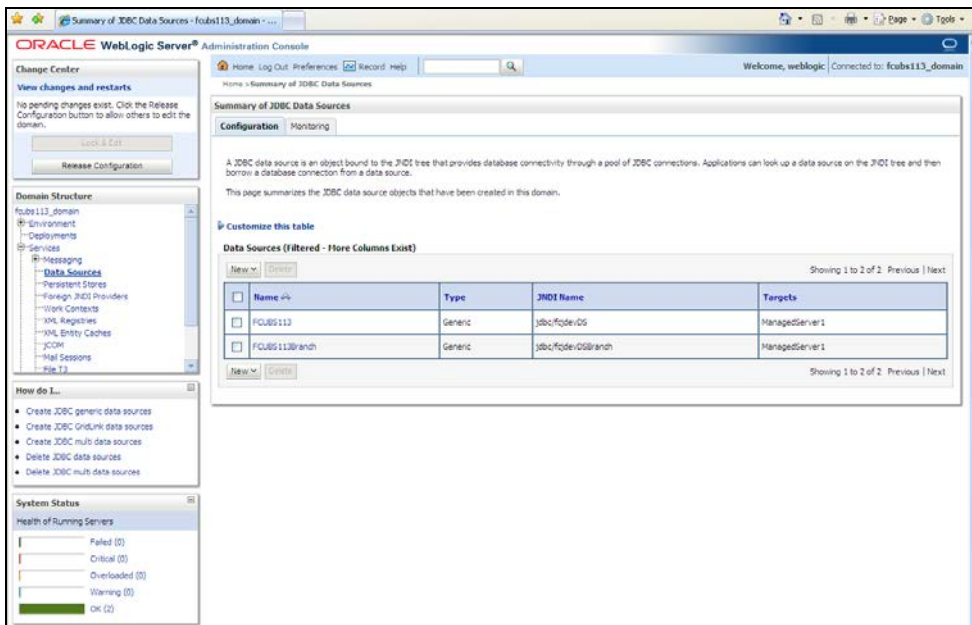 Summary of JDBC Data Sources - fcubs113_domain - ...
Page
Tools
ORACLE WebLogic Server® Administration Console
Change Center
View changes and restarts
No pending changes exist. Click the Release
Configuration button to allow others to edit the
domain.
Lock & Edit
Release Configuration
Domain Structure
fcubs113_domain
Environment
Deployments
Services
Messaging
Data Sources
Persistent Stores
Foreign JNDI Providers
Work Contexts
XML Registries
XML Entity Caches
jCOM
Mail Sessions
File T3
How do I...
Create JDBC generic data sources
Create JDBC GridLink data sources
Create JDBC multi data sources
Delete JDBC data sources
Delete JDBC multi data sources
System Status
Health of Running Servers
Failed (0)
Critical (0)
Overloaded (0)
Warning (0)
OK (2)
Home Log Out Preferences Record Help
Welcome, weblogic Connected to: fcubs113_domain
Home >Summary of JDBC Data Sources
Summary of JDBC Data Sources
Configuration Monitoring
A JDBC data source is an object bound to the JNDI tree that provides database connectivity through a pool of JDBC connections. Applications can look up a data source on the JNDI tree and then
borrow a database connection from a data source.
This page summarizes the JDBC data source objects that have been created in this domain.
Customize this table
Data Sources (Filtered - More Columns Exist)
New Delete Showing 1 to 2 of 2 Previous | Next
Name Type JNDI Name Targets
FCUBS113 Generic jdbc/fcjdevDS ManagedServer1
FCUBS113Branch Generic jdbc/fcjdevDSBranch ManagedServer1
New Delete Showing 1 to 2 of 2 Previous | Next